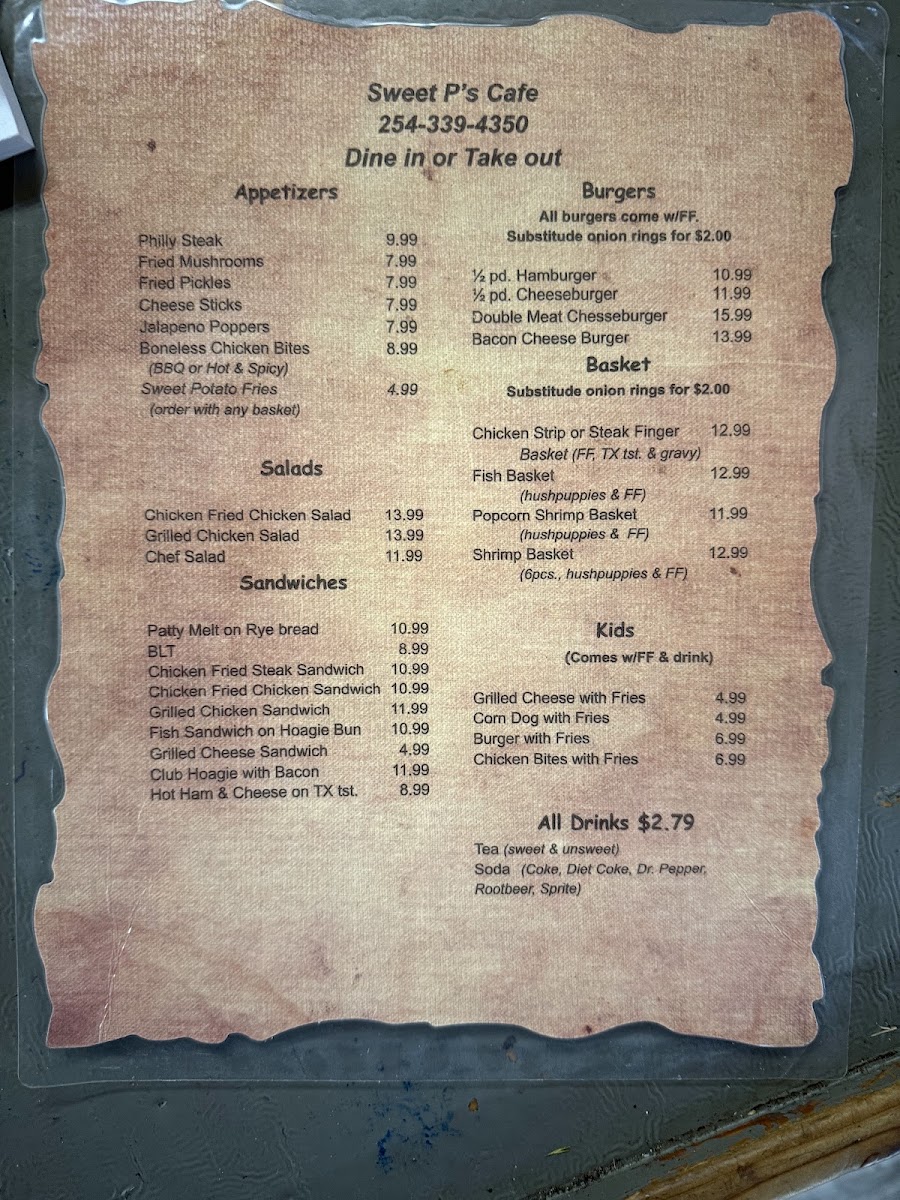 Sweet P's Cafe
254-339-4350
Dine in or Take out
Appetizers
Philly Steak 9.99
Fried Mushrooms 7.99
Fried Pickles 7.99
Cheese Sticks 7.99
Jalapeno Poppers 7.99
Boneless Chicken Bites 8.99
(BBQ or Hot & Spicy)
Sweet Potato Fries 4.99
(order with any basket)
Salads
Chicken Fried Chicken Salad 13.99
Grilled Chicken Salad 13.99
Chef Salad 11.99
Sandwiches
Patty Melt on Rye bread 10.99
BLT 8.99
Chicken Fried Steak Sandwich 10.99
Chicken Fried Chicken Sandwich 10.99
Grilled Chicken Sandwich 11.99
Fish Sandwich on Hoagie Bun 10.99
Grilled Cheese Sandwich 4.99
Club Hoagie with Bacon 11.99
Hot Ham & Cheese on TX tst. 8.99
Burgers
All burgers come w/FF.
Substitude onion rings for $2.00
½ pd. Hamburger 10.99
½ pd. Cheeseburger 11.99
Double Meat Chesseburger 15.99
Bacon Cheese Burger 13.99
Basket
Substitude onion rings for $2.00
Chicken Strip or Steak Finger 12.99
Basket (FF, TX tst. & gravy)
Fish Basket 12.99
(hushpuppies & FF)
Popcorn Shrimp Basket 11.99
(hushpuppies & FF)
Shrimp Basket 12.99
(6pcs., hushpuppies & FF)
Kids
(Comes w/FF & drink)
Grilled Cheese with Fries 4.99
Corn Dog with Fries 4.99
Burger with Fries 6.99
Chicken Bites with Fries 6.99
All Drinks $2.79
Tea (sweet & unsweet)
Soda (Coke, Diet Coke, Dr. Pepper,
Rootbeer, Sprite)